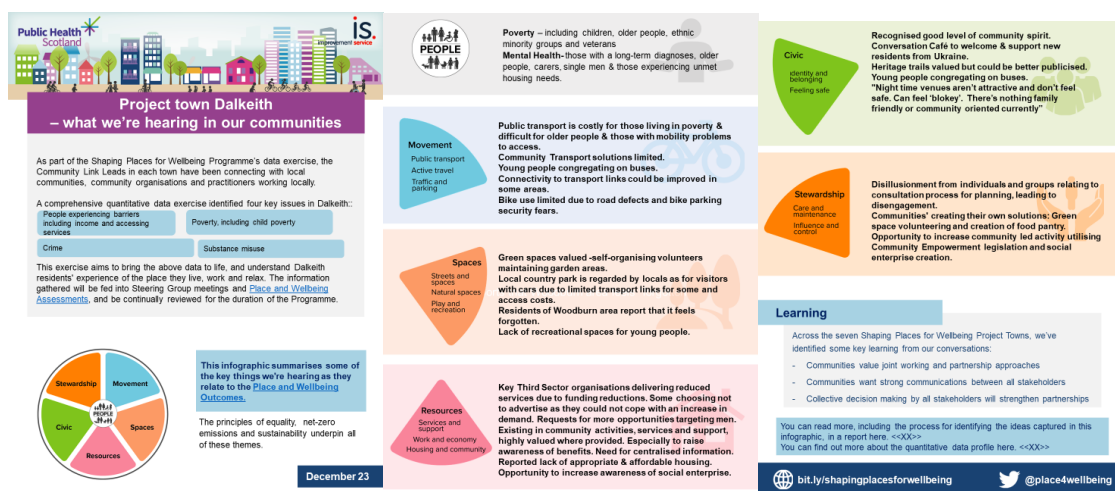 Public Health
Scotland
is.
improvement service
Project town Dalkeith
– what we're hearing in our communities
As part of the Shaping Places for Wellbeing Programme's data exercise, the
Community Link Leads in each town have been connecting with local
communities, community organisations and practitioners working locally.
A comprehensive quantitative data exercise identified four key issues in Dalkeith::
People experiencing barriers
including income and accessing
services
Poverty, including child poverty
Crime
Substance misuse
This exercise aims to bring the above data to life, and understand Dalkeith
residents' experience of the place they live, work and relax. The information
gathered will be fed into Steering Group meetings and Place and Wellbeing
Assessments, and be continually reviewed for the duration of the Programme.
Stewardship
Movement
PEOPLE
Civic
Spaces
Resources
This infographic summarises some of
the key things we're hearing as they
relate to the Place and Wellbeing
Outcomes.
The principles of equality, net-zero
emissions and sustainability underpin all
of these themes.
December 23
PEOPLE
Poverty – including children, older people, ethnic
minority groups and veterans
Mental Health- those with a long-term diagnoses, older
people, carers, single men & those experiencing unmet
housing needs.
Movement
Public transport
Active travel
Traffic and
parking
Public transport is costly for those living in poverty &
difficult for older people & those with mobility problems
to access.
Community Transport solutions limited.
Young people congregating on buses.
Connectivity to transport links could be improved in
some areas.
Bike use limited due to road defects and bike parking
security fears.
Spaces
Streets and
spaces
Natural spaces
Play and
recreation
Green spaces valued -self-organising volunteers
maintaining garden areas.
Local country park is regarded by locals as for visitors
with cars due to limited transport links for some and
access costs.
Residents of Woodburn area report that it feels
forgotten.
Lack of recreational spaces for young people.
Resources
Services and
support
Work and economy
Housing and community
Key Third Sector organisations delivering reduced
services due to funding reductions. Some choosing not
to advertise as they could not cope with an increase in
demand. Requests for more opportunities targeting men.
Existing in community activities, services and support,
highly valued where provided. Especially to raise
awareness of benefits. Need for centralised information.
Reported lack of appropriate & affordable housing.
Opportunity to increase awareness of social enterprise.
Civic
Identity and
belonging
Feeling safe
Recognised good level of community spirit.
Conversation Café to welcome & support new
residents from Ukraine.
Heritage trails valued but could be better publicised.
Young people congregating on buses.
"Night time venues aren't attractive and don't feel
safe. Can feel 'blokey'. There's nothing family
friendly or community oriented currently"
Stewardship
Care and
maintenance
Influence and
control
Disillusionment from individuals and groups relating to
consultation process for planning, leading to
disengagement.
Communities' creating their own solutions: Green
space volunteering and creation of food pantry.
Opportunity to increase community led activity utilising
Community Empowerment legislation and social
enterprise creation.
Learning
Across the seven Shaping Places for Wellbeing Project Towns, we've
identified some key learning from our conversations:
- Communities value joint working and partnership approaches
- Communities want strong communications between all stakeholders
- Collective decision making by all stakeholders will strengthen partnerships
You can read more, including the process for identifying the ideas captured in this
infographic, in a report here. <<XX>>
You can find out more about the quantitative data profile here. <<XX>>
bit.ly/shapingplacesforwellbeing
@place4wellbeing